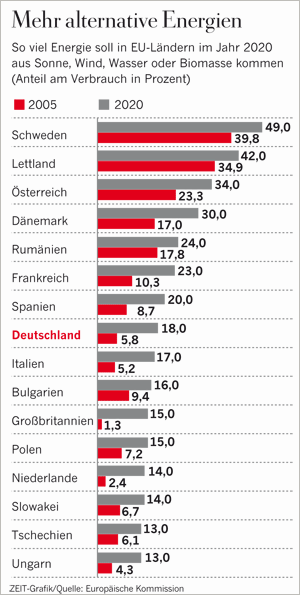 Mehr alternative Energien
So viel Energie soll in EU-Ländern im Jahr 2020
aus Sonne, Wind, Wasser oder Biomasse kommen
(Anteil am Verbrauch in Prozent)
2005 2020
Schweden 49,0
39,8
Lettland 42,0
34,9
Österreich 34,0
23,3
Dänemark 30,0
17,0
Rumänien 24,0
17,8
Frankreich 23,0
10,3
Spanien 20,0
8,7
Deutschland 18,0
5,8
Italien 17,0
5,2
Bulgarien 16,0
9,4
Großbritannien 15,0
1,3
Polen 15,0
7,2
Niederlande 14,0
2,4
Slowakei 14,0
6,7
Tschechien 13,0
6,1
Ungarn 13,0
4,3
ZEIT-Grafik/Quelle: Europäische Kommission